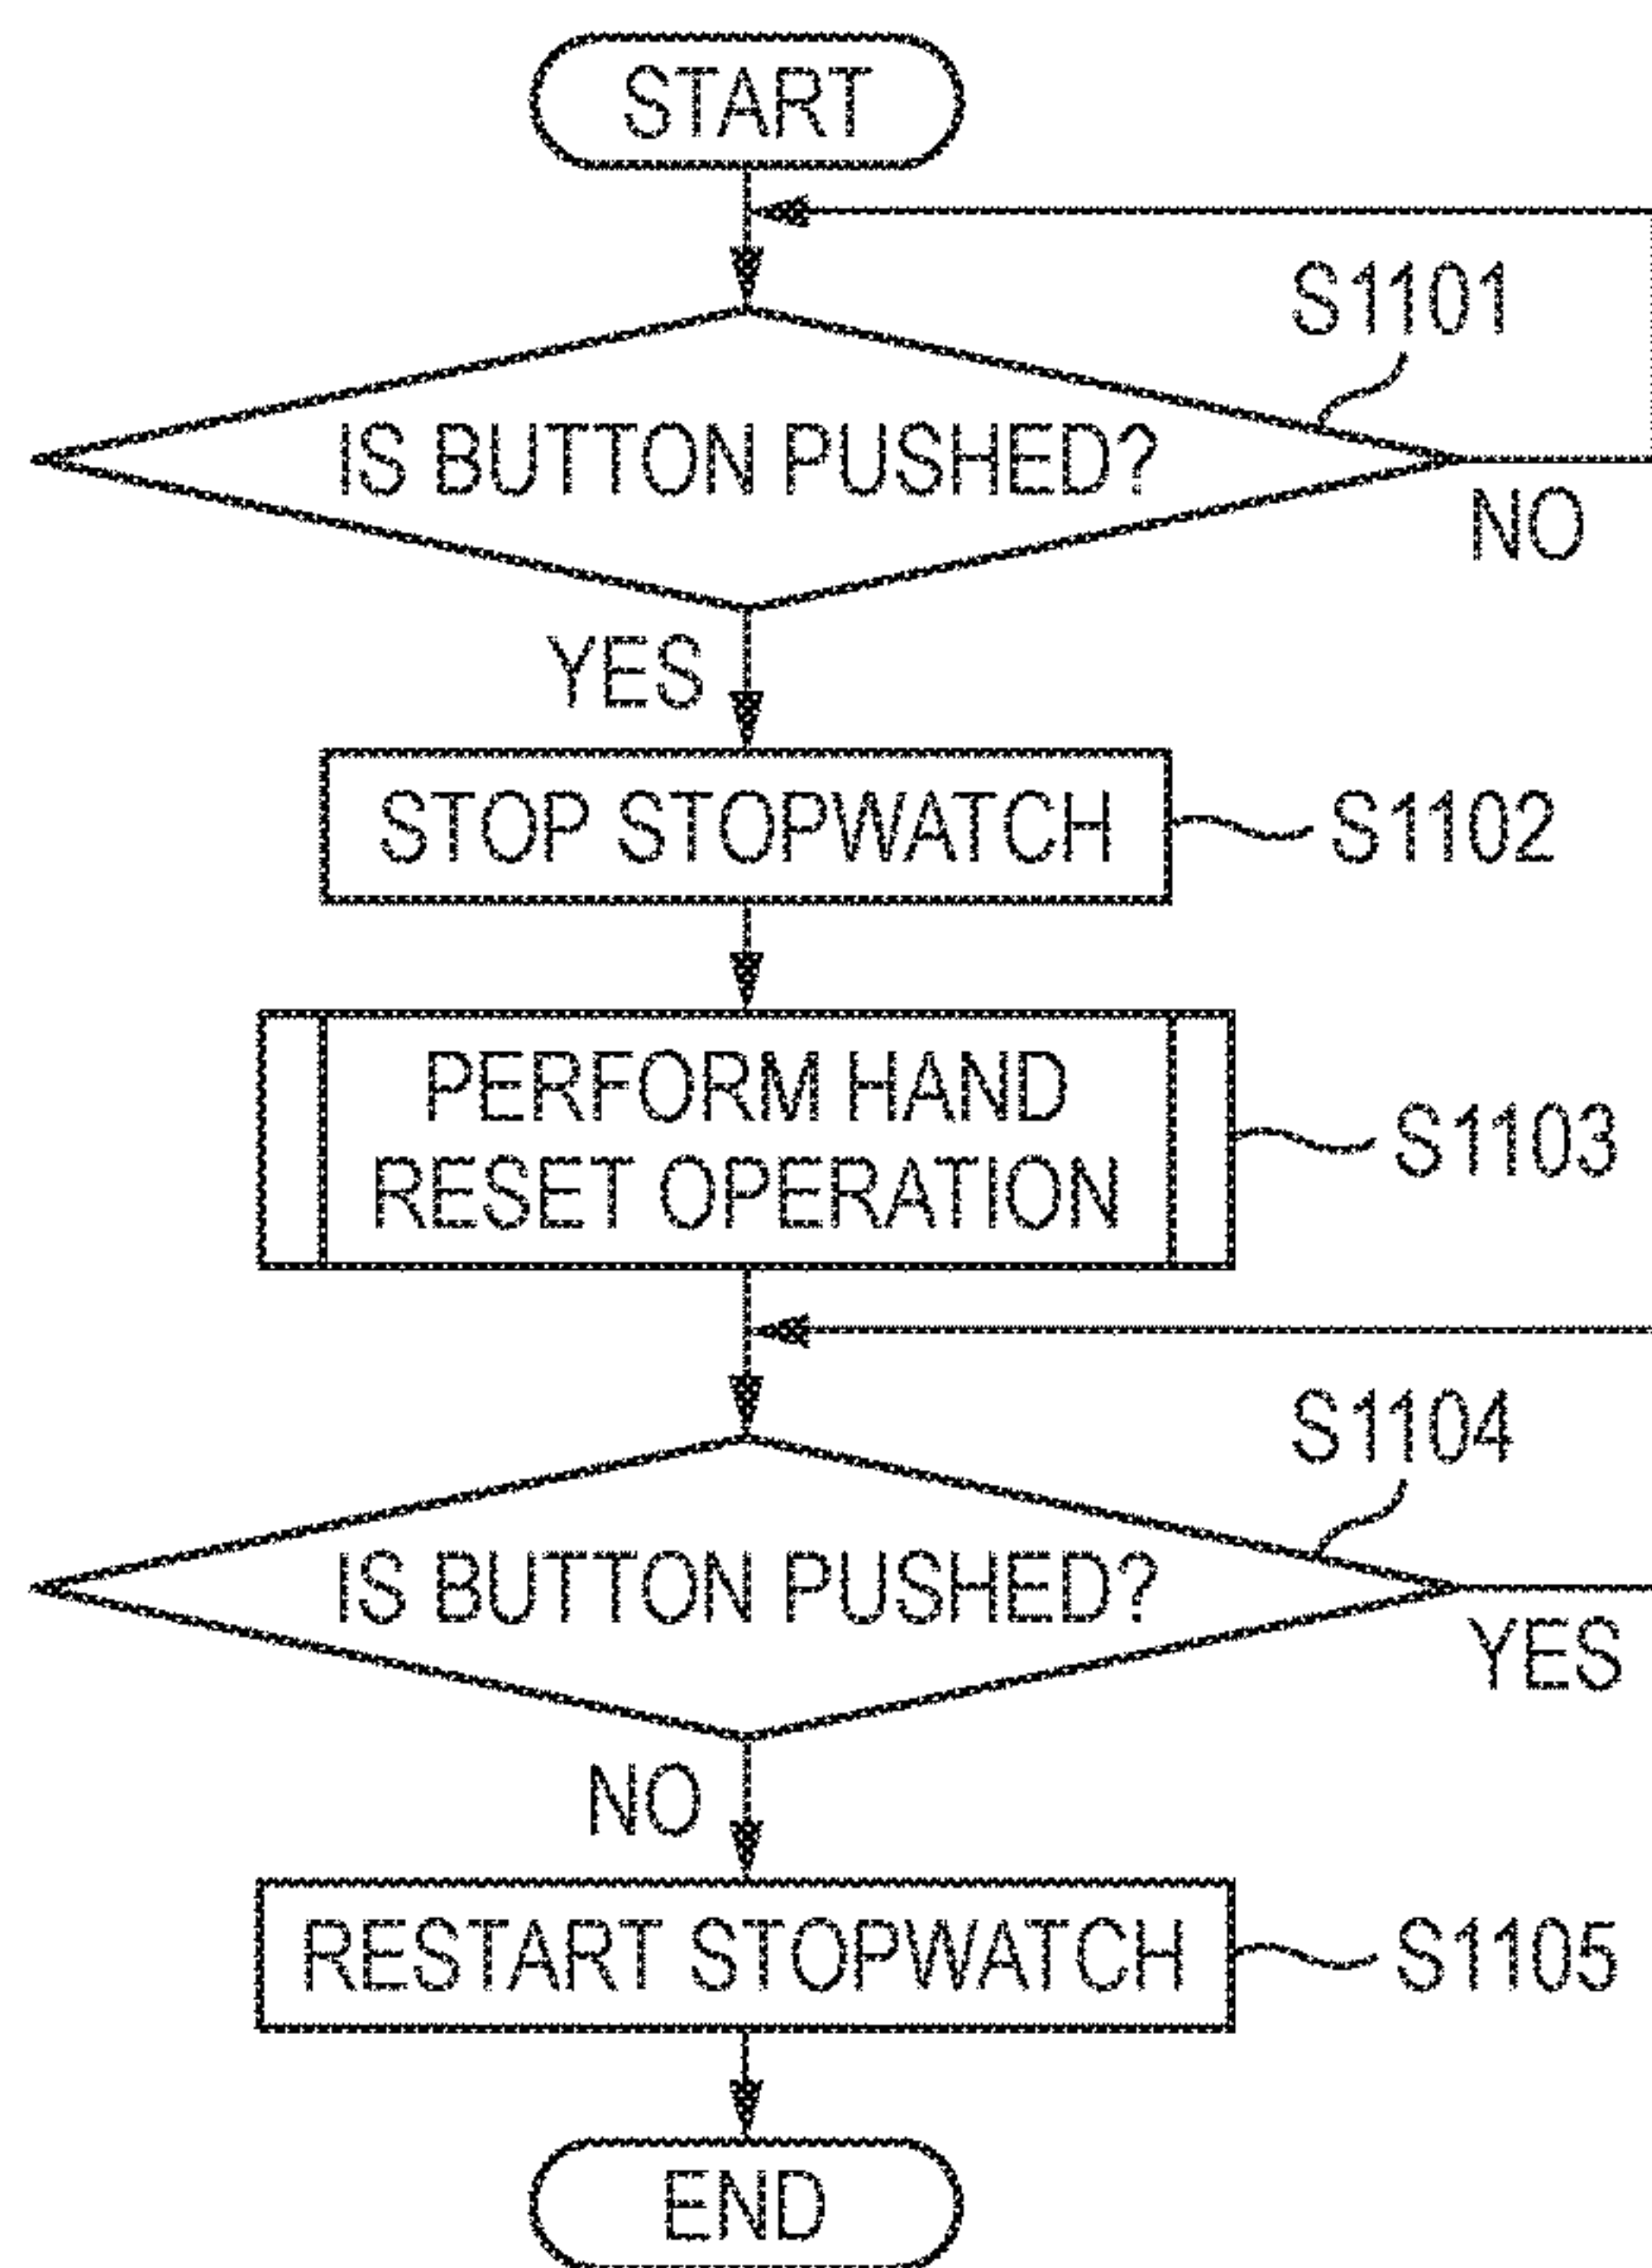 START
S1101
IS BUTTON PUSHED?
NO
YES
STOP STOPWATCH
S1102
PERFORM HAND
RESET OPERATION
S1103
S1104
IS BUTTON PUSHED?
YES
NO
RESTART STOPWATCH
S1105
END